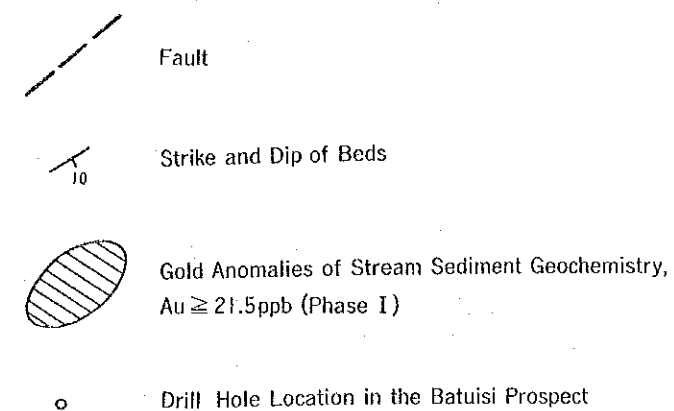 Fault
10
Strike and Dip of Beds
Gold Anomalies of Stream Sediment Geochemistry,
Au ≧ 21.5ppb (Phase I)
Drill Hole Location in the Batuisi Prospect